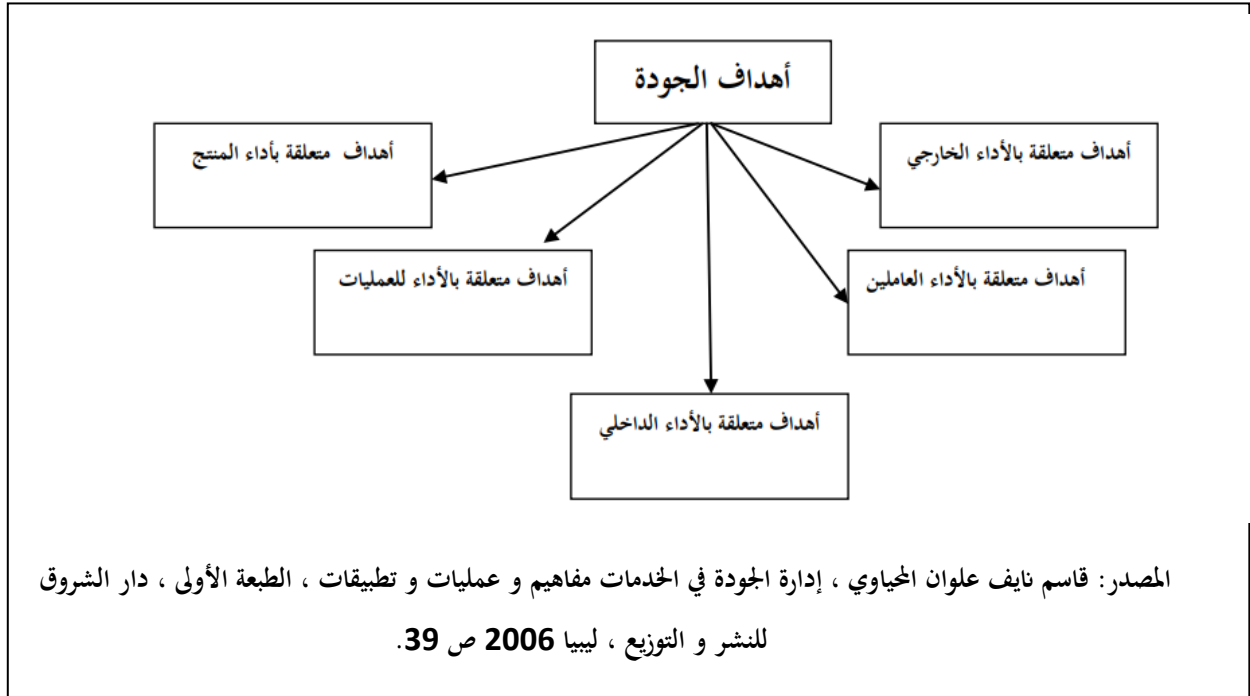 أهداف الجودة
أهداف متعلقة بالأداء الخارجي
أهداف متعلقة بأداء المنتج
أهداف متعلقة بالأداء العاملين
أهداف متعلقة بالأداء للعمليات
أهداف متعلقة بالأداء الداخلي
المصدر: قاسم نايف علوان المحياوي ، إدارة الجودة في الخدمات مفاهيم و عمليات و تطبيقات ، الطبعة الأولى ، دار الشروق
للنشر و التوزيع ، ليبيا 2006 ص 39.